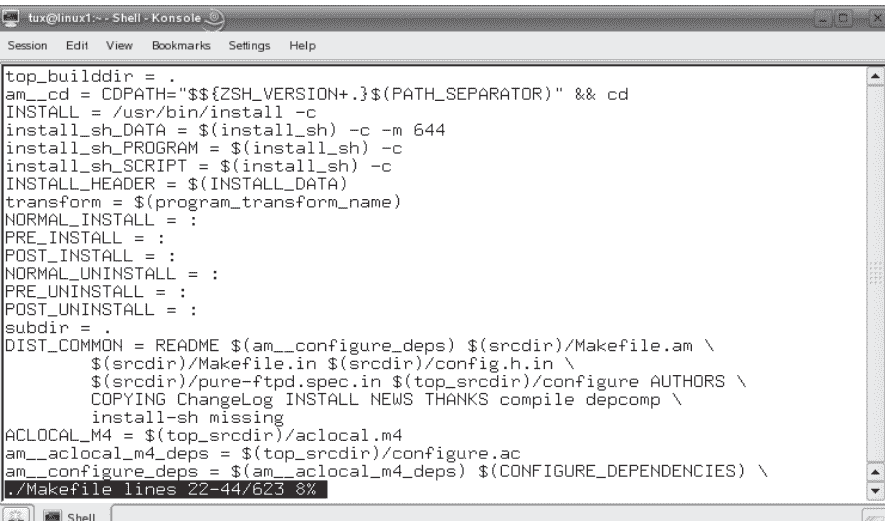 tux@linux1:~ - Shell - Konsole
Session Edit View Bookmarks Settings Help
top_builddir = .
am__cd = CDPATH="$${ZSH_VERSION+.}$(PATH_SEPARATOR)" && cd
INSTALL = /usr/bin/install -c
install_sh_DATA = $(install_sh) -c -m 644
install_sh_PROGRAM = $(install_sh) -c
install_sh_SCRIPT = $(install_sh) -c
INSTALL_HEADER = $(INSTALL_DATA)
transform = $(program_transform_name)
NORMAL_INSTALL = :
PRE_INSTALL = :
POST_INSTALL = :
NORMAL_UNINSTALL = :
PRE_UNINSTALL = :
POST_UNINSTALL = :
subdir = .
DIST_COMMON = README $(am__configure_deps) $(srcdir)/Makefile.am \
        $(srcdir)/Makefile.in $(srcdir)/config.h.in \
        $(srcdir)/pure-ftpd.spec.in $(top_srcdir)/configure AUTHORS \
        COPYING ChangeLog INSTALL NEWS THANKS compile depcomp \
        install-sh missing
ACLOCAL_M4 = $(top_srcdir)/aclocal.m4
am__aclocal_m4_deps = $(top_srcdir)/configure.ac
am__configure_deps = $(am__aclocal_m4_deps) $(CONFIGURE_DEPENDENCIES) \
./Makefile lines 22-44/623 8%
Shell